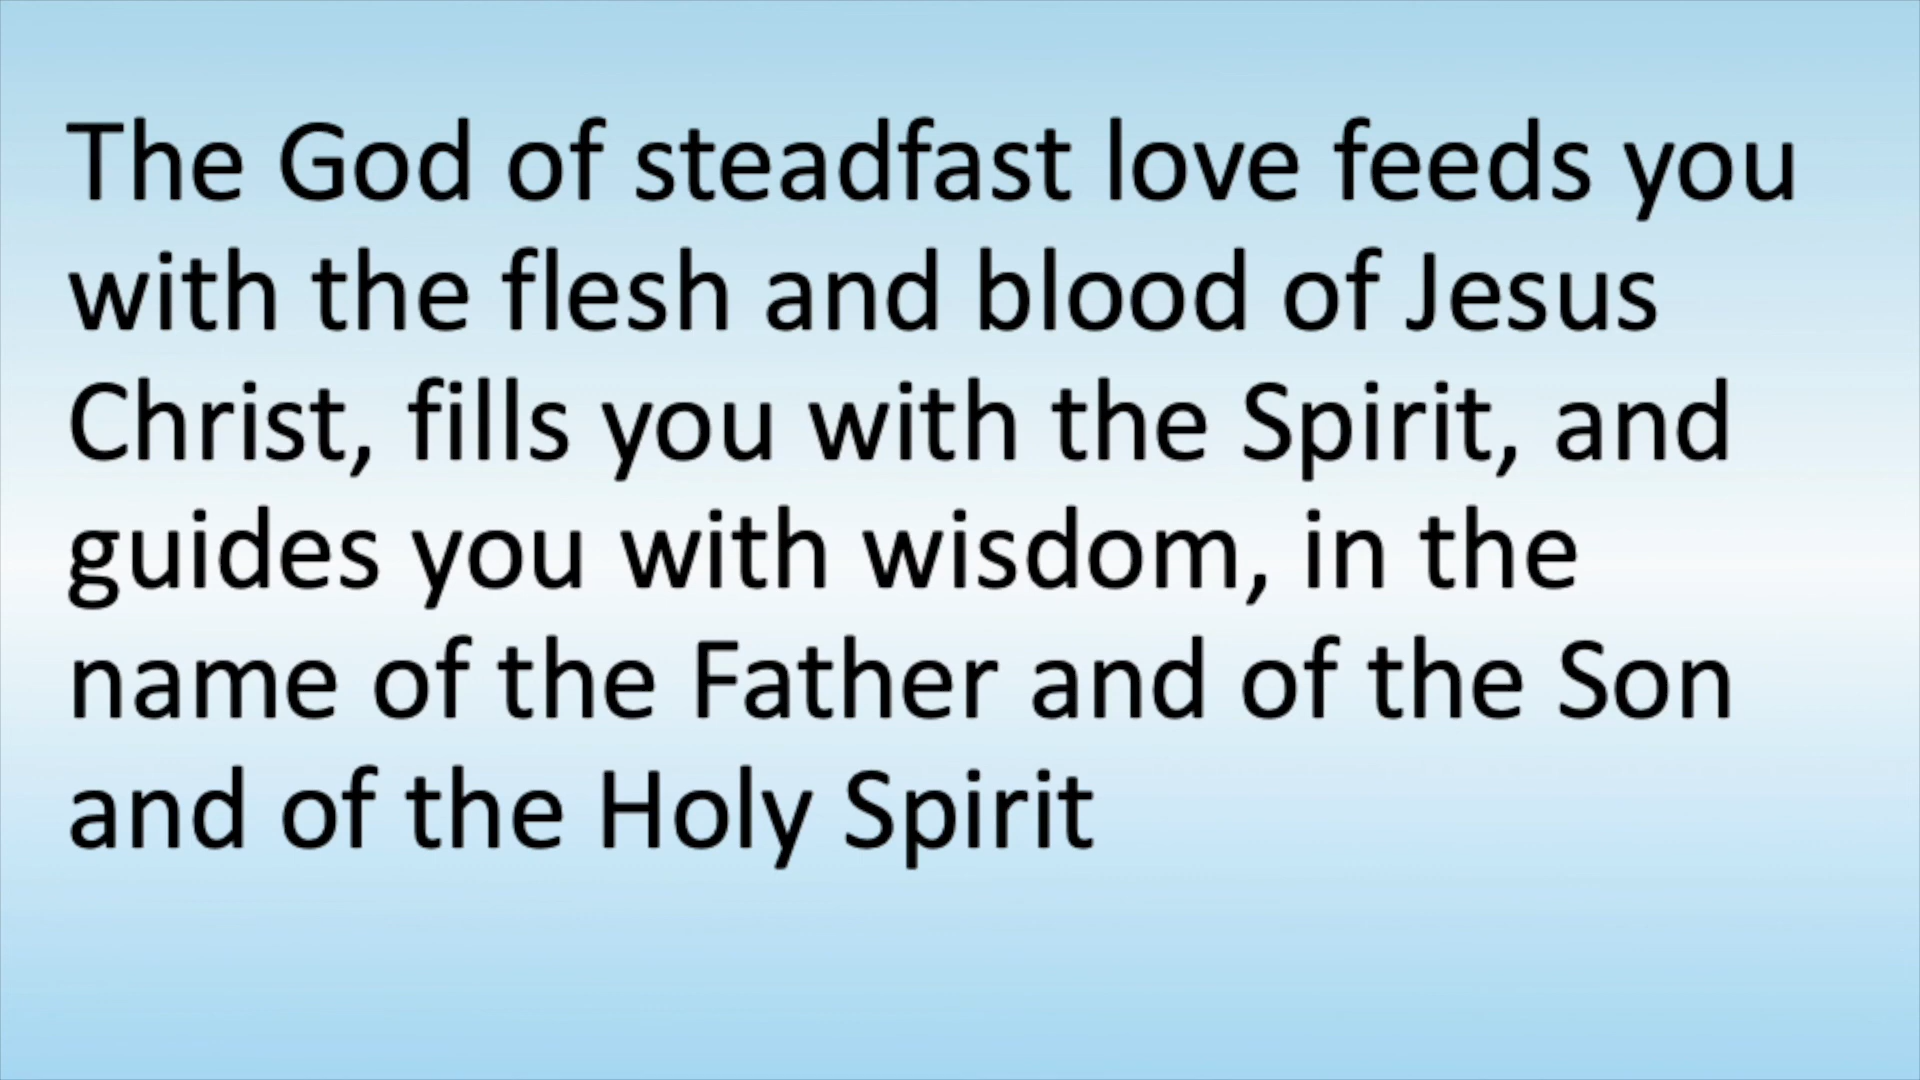 The God of steadfast love feeds you
with the flesh and blood of Jesus
Christ, fills you with the Spirit, and
guides you with wisdom, in the
name of the Father and of the Son
and of the Holy Spirit